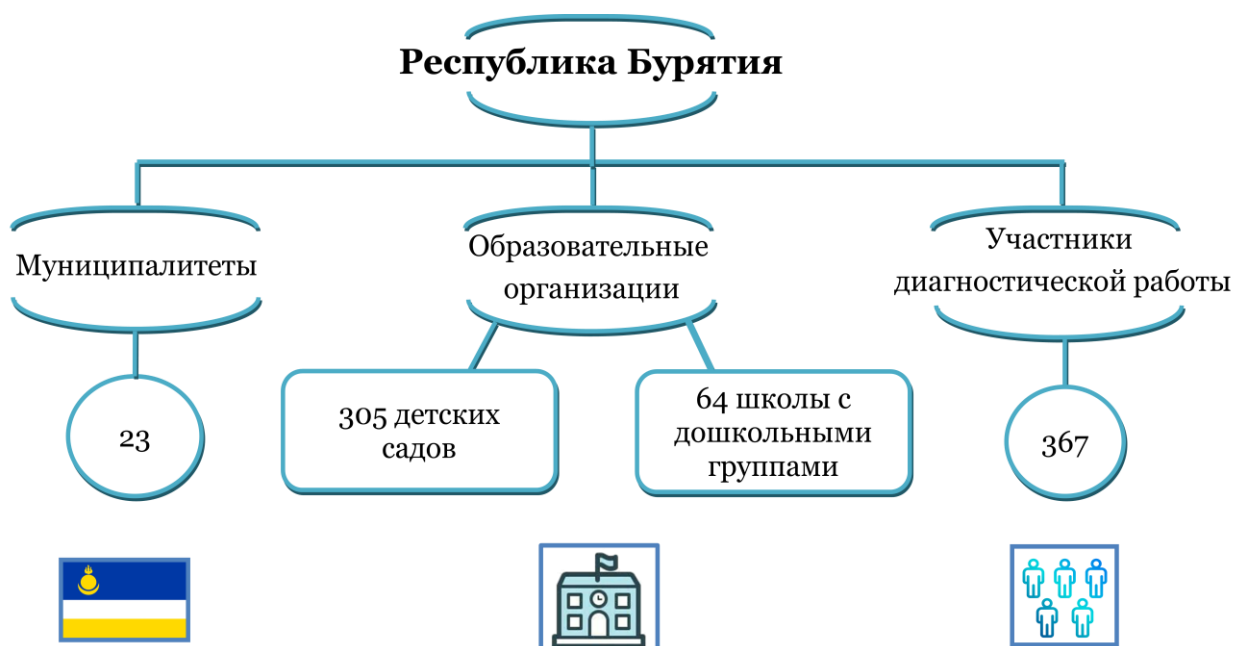 Республика Бурятия
Муниципалитеты
Образовательные
организации
Участники
диагностической работы
23
305 детских
садов
64 школы с
дошкольными
группами
367